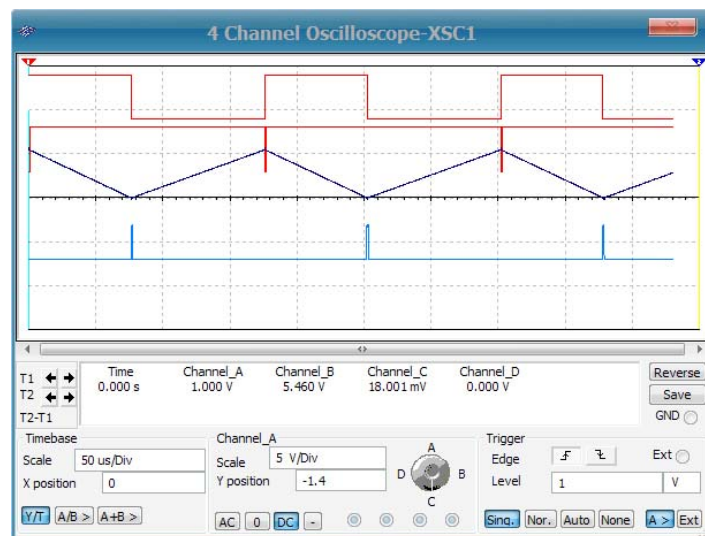 4 Channel Oscilloscope-XSC1
1
2
T1
T2
T2-T1
Time Channel_A Channel_B Channel_C Channel_D
0.000 s 1.000 V 5.460 V 18.001 mV 0.000 V
Reverse
Save
GND
Timebase
Scale 50 us/Div
X position 0
Y/T A/B > A+B >
Channel_A
Scale 5 V/Div
Y position -1.4
AC 0 DC -
A
D B
C
Trigger
Edge Ext
Level 1 V
Sing. Nor. Auto None A > Ext